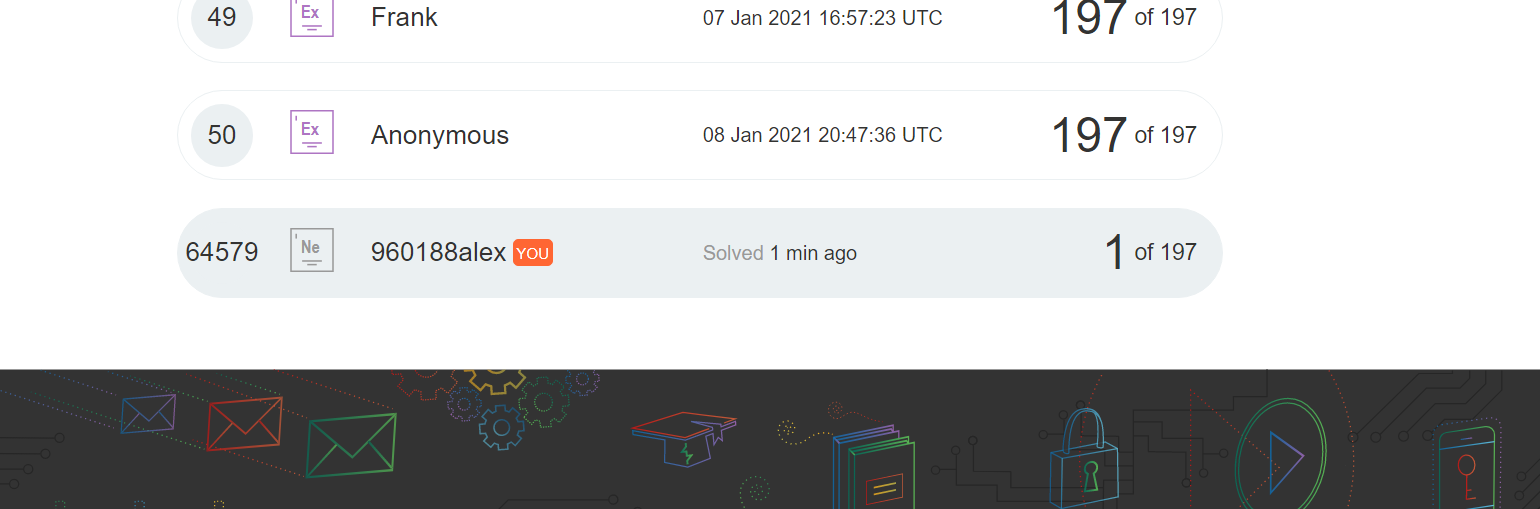 49 Ex Frank 07 Jan 2021 16:57:23 UTC 197 of 197
50 Ex Anonymous 08 Jan 2021 20:47:36 UTC 197 of 197
64579 Ne 960188alex YOU Solved 1 min ago 1 of 197